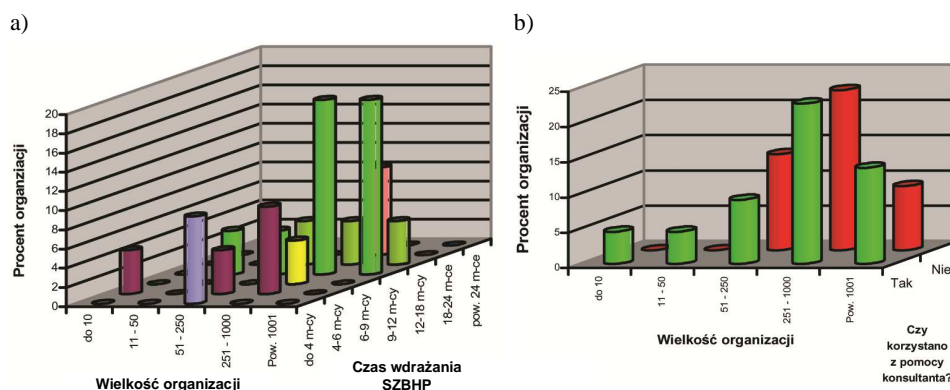 a)
b)
Procent organziacji
20
18
16
14
12
10
8
6
4
2
0
do 10
11 - 50
51 - 250
251 - 1000
Pow. 1001
Wielkość organizacji
do 4 m-cy
4-6 m-cy
6-9 m-cy
9-12 m-cy
12-18 m-cy
18-24 m-ce
pow. 24 m-ce
Czas wdrażania
SZBHP
Procent organizacji
25
20
15
10
5
0
do 10
11 - 50
51 - 250
251 - 1000
Pow. 1001
Wielkość organizacji
Tak
Nie
Czy
korzystano
z pomocy
konsultanta?